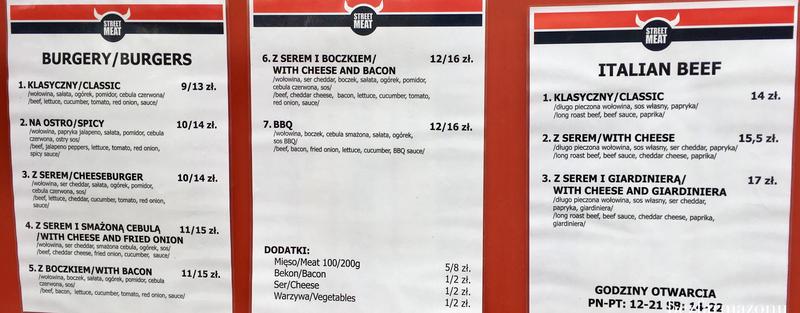 STREET
MEAT
BURGERY/BURGERS
1. KLASYCZNY/CLASSIC 9/13 zł.
/wołowina, sałata, ogórek, pomidor, cebula czerwona/
/beef, lettuce, cucumber, tomato, red onion, sauce/
2. NA OSTRO/SPICY 10/14 zł.
/wołowina, papryka jalapeno, sałata, pomidor, cebula
czerwona, ostry sos/
/beef, jalapeno peppers, lettuce, tomato, red onion,
spicy sauce/
3. Z SEREM/CHEESEBURGER 10/14 zł.
/wołowina, ser cheddar, sałata, ogórek, pomidor,
cebula czerwona, sos/
/beef, lettuce, cheddar, cucumber, tomato, red onion,
sauce/
4. Z SEREM I SMAŻONĄ CEBULĄ 11/15 zł.
/WITH CHEESE AND FRIED ONION
/wołowina, ser cheddar, smażona cebula, ogórek, sos/
/beef, cheddar cheese, fried onion, cucumber, sauce/
5. Z BOCZKIEM/WITH BACON 11/15 zł.
/wołowina, boczek, sałata, ogórek, pomidor, cebula
czerwona, sos/
/beef, bacon, lettuce, cucumber, tomato, red onion, sauce/
STREET
MEAT
6. Z SEREM I BOCZKIEM/ 12/16 zł.
WITH CHEESE AND BACON
/wołowina, ser cheddar, boczek, sałata, ogórek, pomidor,
cebula czerwona, sos/
/beef, cheddar cheese, bacon, lettuce, cucumber, tomato,
red onion, sauce/
7. BBQ 12/16 zł.
/wołowina, boczek, cebula smażona, sałata, ogórek,
sos BBQ/
/beef, bacon, fried onion, lettuce, cucumber, BBQ sauce/
DODATKI:
Mięso/Meat 100/200g 5/8 zł.
Bekon/Bacon 1/2 zł.
Ser/Cheese 1/2 zł.
Warzywa/Vegetables 1/2 zł.
STREET
MEAT
ITALIAN BEEF
1. KLASYCZNY/CLASSIC 14 zł.
/długo pieczona wołowina, sos własny, papryka/
/long roast beef, beef sauce, paprika/
2. Z SEREM/WITH CHEESE 15,5 zł.
/długo pieczona wołowina, sos własny, ser cheddar, papryka/
/long roast beef, beef sauce, cheddar cheese, paprika/
3. Z SEREM I GIARDINIERĄ/ 17 zł.
WITH CHEESE AND GIARDINIERA
/długo pieczona wołowina, sos własny, ser cheddar,
papryka, giardiniera/
/long roast beef, beef sauce, cheddar cheese, paprika,
giardiniera/
GODZINY OTWARCIA
PN-PT: 12-21 SB: 14-22